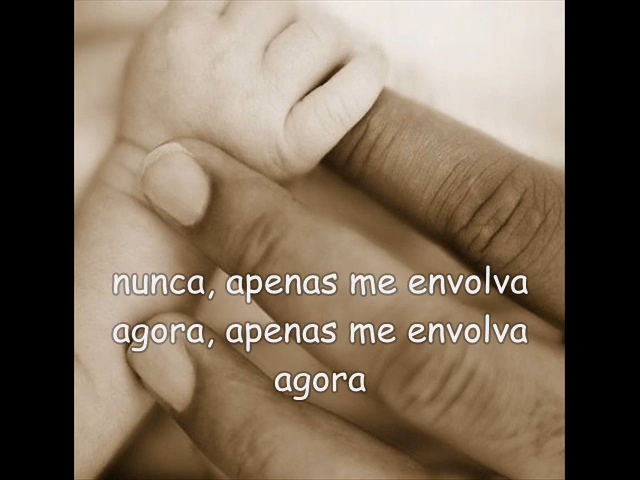 nunca, apenas me envolva
agora, apenas me envolva
agora